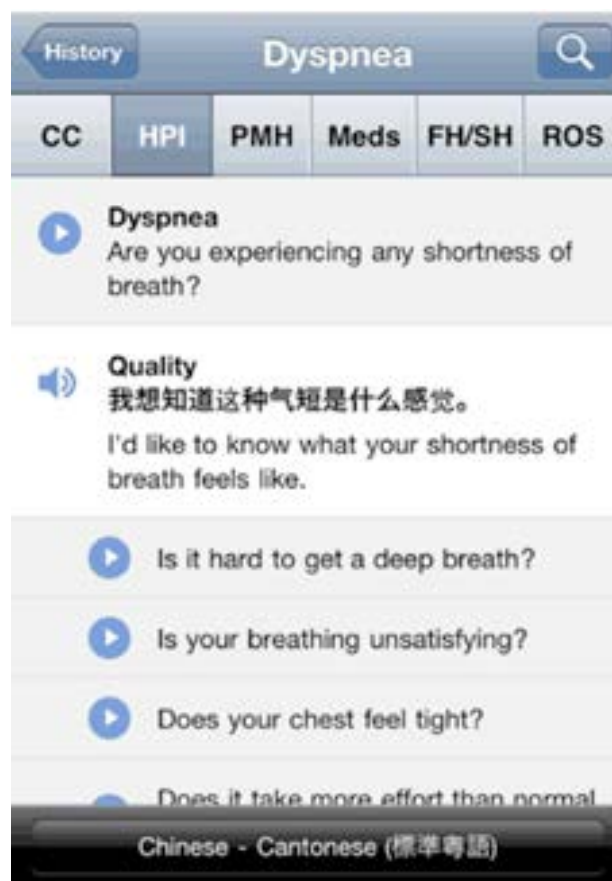 History
Dyspnea
CC HPI PMH Meds FH/SH ROS
Dyspnea
Are you experiencing any shortness of
breath?
Quality
我想知道这种气短是什么感觉。
I'd like to know what your shortness of
breath feels like.
Is it hard to get a deep breath?
Is your breathing unsatisfying?
Does your chest feel tight?
Does it take more effort than normal
Chinese - Cantonese (標準粵語)